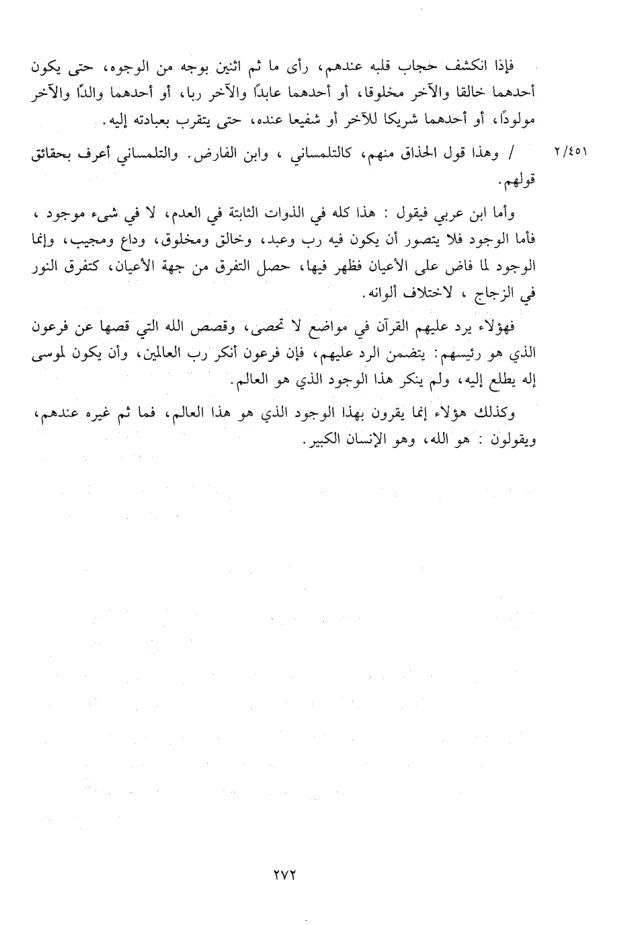 فإذا انكشف حجاب قلبه عندهم، رأى ما ثم اثنين بوجه من الوجوه، حتى يكون
أحدهما خالقا والآخر مخلوقا، أو أحدهما عابدًا والآخر ربا، أو أحدهما والدًا والآخر
مولودًا، أو أحدهما شريكا للآخر أو شفيعا عنده، حتى يتقرب بعبادته إليه.
٢/٤٥١ / وهذا قول الحذاق منهم، كالتلمساني ، وابن الفارض. والتلمساني أعرف بحقائق
قولهم.
وأما ابن عربي فيقول : هذا كله في الذوات الثابتة في العدم، لا في شىء موجود ،
فأما الوجود فلا يتصور أن يكون فيه رب وعبد، وخالق ومخلوق، وداع ومجيب، وإنما
الوجود لما فاض على الأعيان فظهر فيها، حصل التفرق من جهة الأعيان، كتفرق النور
في الزجاج ، لاختلاف ألوانه.
فهؤلاء يرد عليهم القرآن في مواضع لا تحصى، وقصص الله التي قصها عن فرعون
الذي هو رئيسهم: يتضمن الرد عليهم، فإن فرعون أنكر رب العالمين، وأن يكون لموسى
إله يطلع إليه، ولم ينكر هذا الوجود الذي هو العالم.
وكذلك هؤلاء إنما يقرون بهذا الوجود الذي هو هذا العالم، فما ثم غيره عندهم،
ويقولون : هو الله، وهو الإنسان الكبير.
٢٧٢